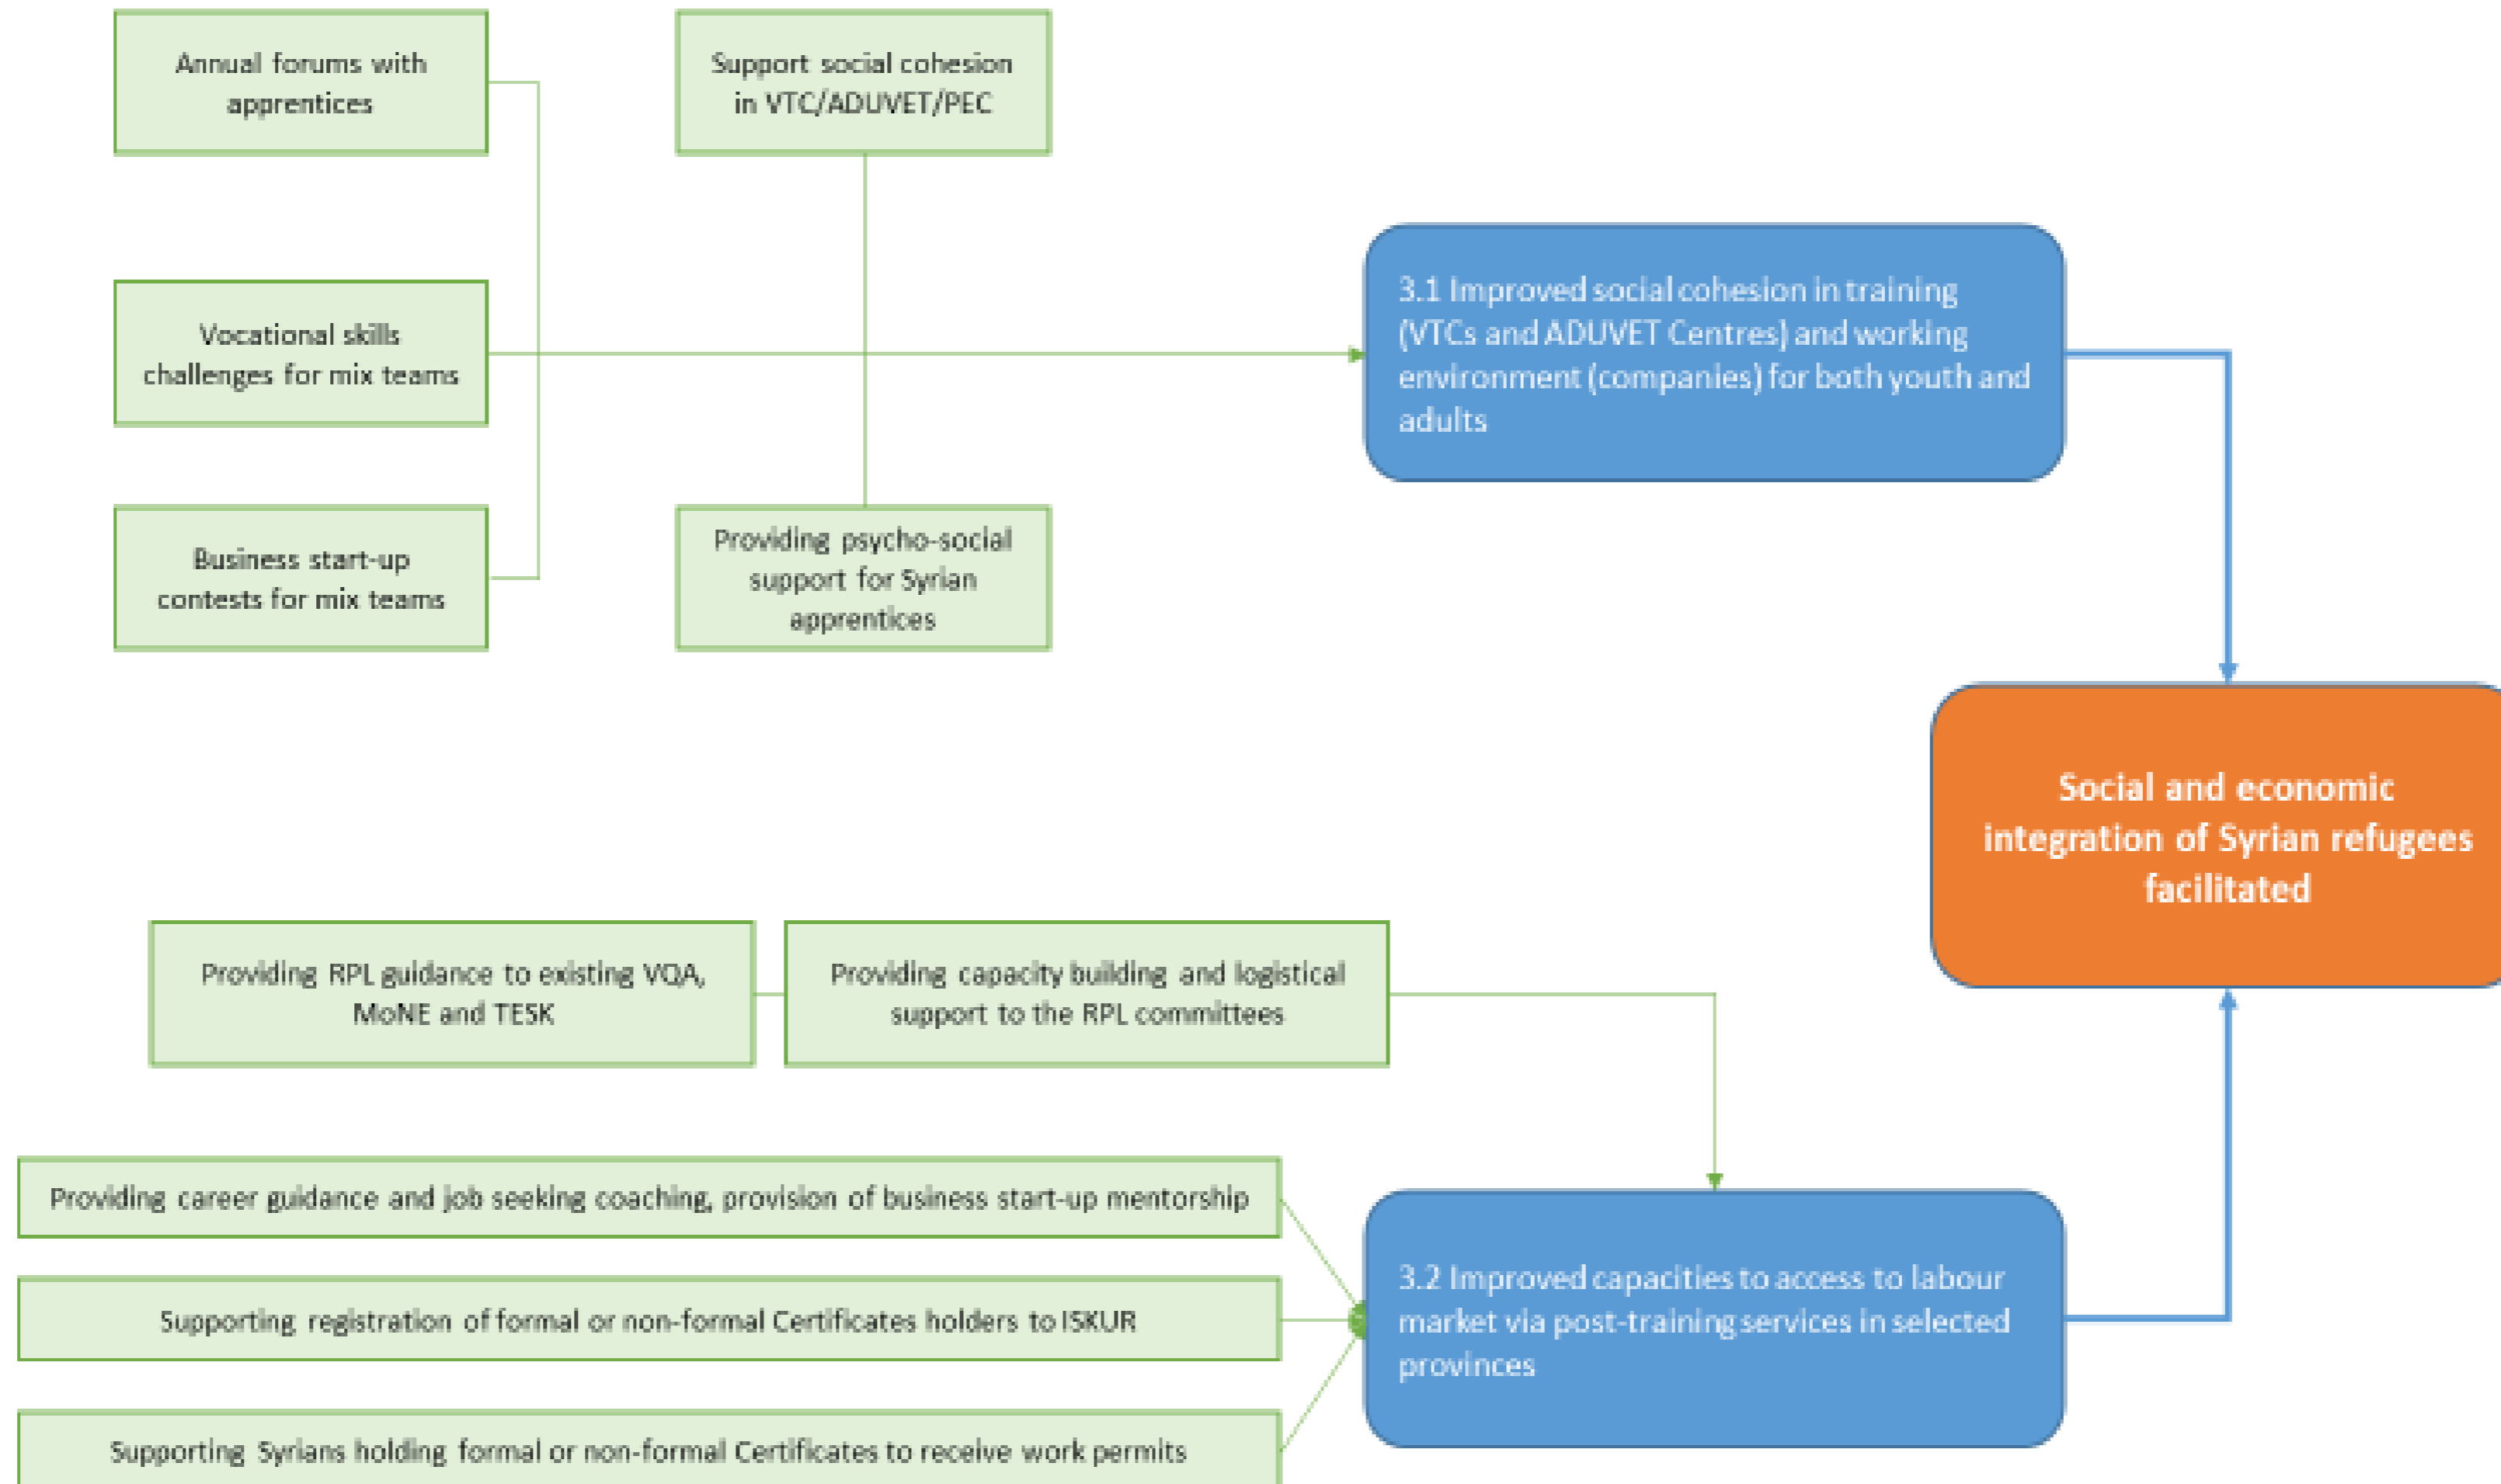 Annual forums with
apprentices
Support social cohesion
in VTC/ADUVET/PEC
Vocational skills
challenges for mix teams
3.1 Improved social cohesion in training
(VTCs and ADUVET Centres) and working
environment (companies) for both youth and
adults
Business start-up
contests for mix teams
Providing psycho-social
support for Syrian
apprentices
Social and economic
integration of Syrian refugees
facilitated
Providing RPL guidance to existing VQA,
MoNE and TESK
Providing capacity building and logistical
support to the RPL committees
Providing career guidance and job seeking coaching, provision of business start-up mentorship
Supporting registration of formal or non-formal Certificates holders to ISKUR
3.2 Improved capacities to access to labour
market via post-training services in selected
provinces
Supporting Syrians holding formal or non-formal Certificates to receive work permits